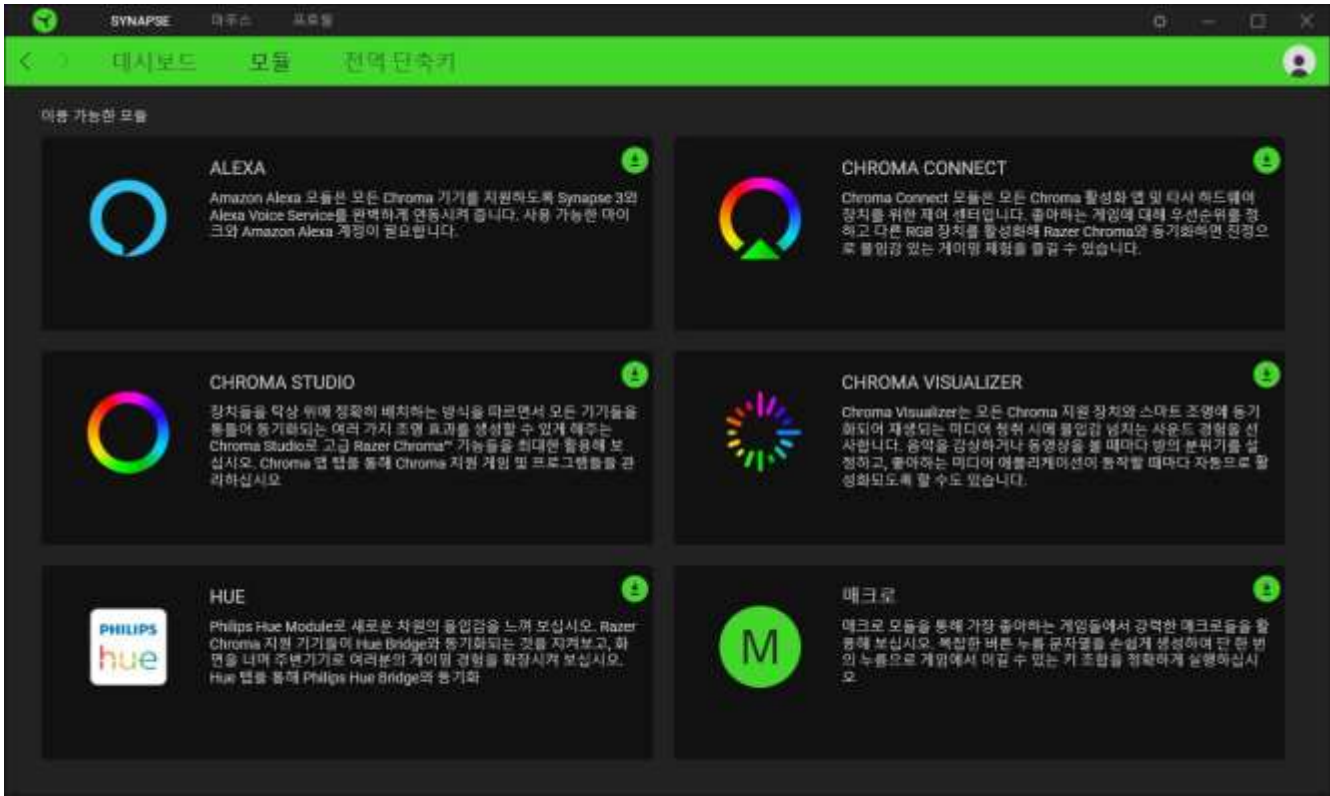 SYNAPSE 마우스 프로필
대시보드 모듈 전역 단축키
이용 가능한 모듈
ALEXA
Amazon Alexa 모듈은 모든 Chroma 기기를 지원하도록 Synapse 3와
Alexa Voice Service를 완벽하게 연동시켜 줍니다. 사용 가능한 마이
크와 Amazon Alexa 계정이 필요합니다.
CHROMA CONNECT
Chroma Connect 모듈은 모든 Chroma 활성화 앱 및 타사 하드웨어
장치를 위한 제어 센터입니다. 좋아하는 게임에 대해 우선순위를 정
하고 다른 RGB 장치를 활성화해 Razer Chroma와 동기화하면 진정으
로 몰입감 있는 게이밍 체험을 즐길 수 있습니다.
CHROMA STUDIO
장치들을 탁상 위에 정확히 배치하는 방식을 따르면서 모든 기기들을
통틀어 동기화되는 여러 가지 조명 효과를 생성할 수 있게 해주는
Chroma Studio로 고급 Razer Chroma™ 기능들을 최대한 활용해 보
십시오. Chroma 앱 탭을 통해 Chroma 지원 게임 및 프로그램들을 관
리하십시오
CHROMA VISUALIZER
Chroma Visualizer는 모든 Chroma 지원 장치와 스마트 조명에 동기
화되어 재생되는 미디어 청취 시에 몰입감 넘치는 사운드 경험을 선
사합니다. 음악을 감상하거나 동영상을 볼 때마다 방의 분위기를 설
정하고, 좋아하는 미디어 애플리케이션이 동작할 때마다 자동으로 활
성화되도록 할 수도 있습니다.
PHILIPS
hue
HUE
Philips Hue Module로 새로운 차원의 몰입감을 느껴 보십시오. Razer
Chroma 지원 기기들이 Hue Bridge와 동기화되는 것을 지켜보고, 화
면을 너머 주변기기로 여러분의 게이밍 경험을 확장시켜 보십시오.
Hue 탭을 통해 Philips Hue Bridge의 동기화
M
매크로
매크로 모듈을 통해 가장 좋아하는 게임들에서 강력한 매크로들을 활
용해 보십시오. 복잡한 버튼 누름 문자열을 손쉽게 생성하여 단 한 번
의 누름으로 게임에서 이길 수 있는 키 조합을 정확하게 실행하십시
오